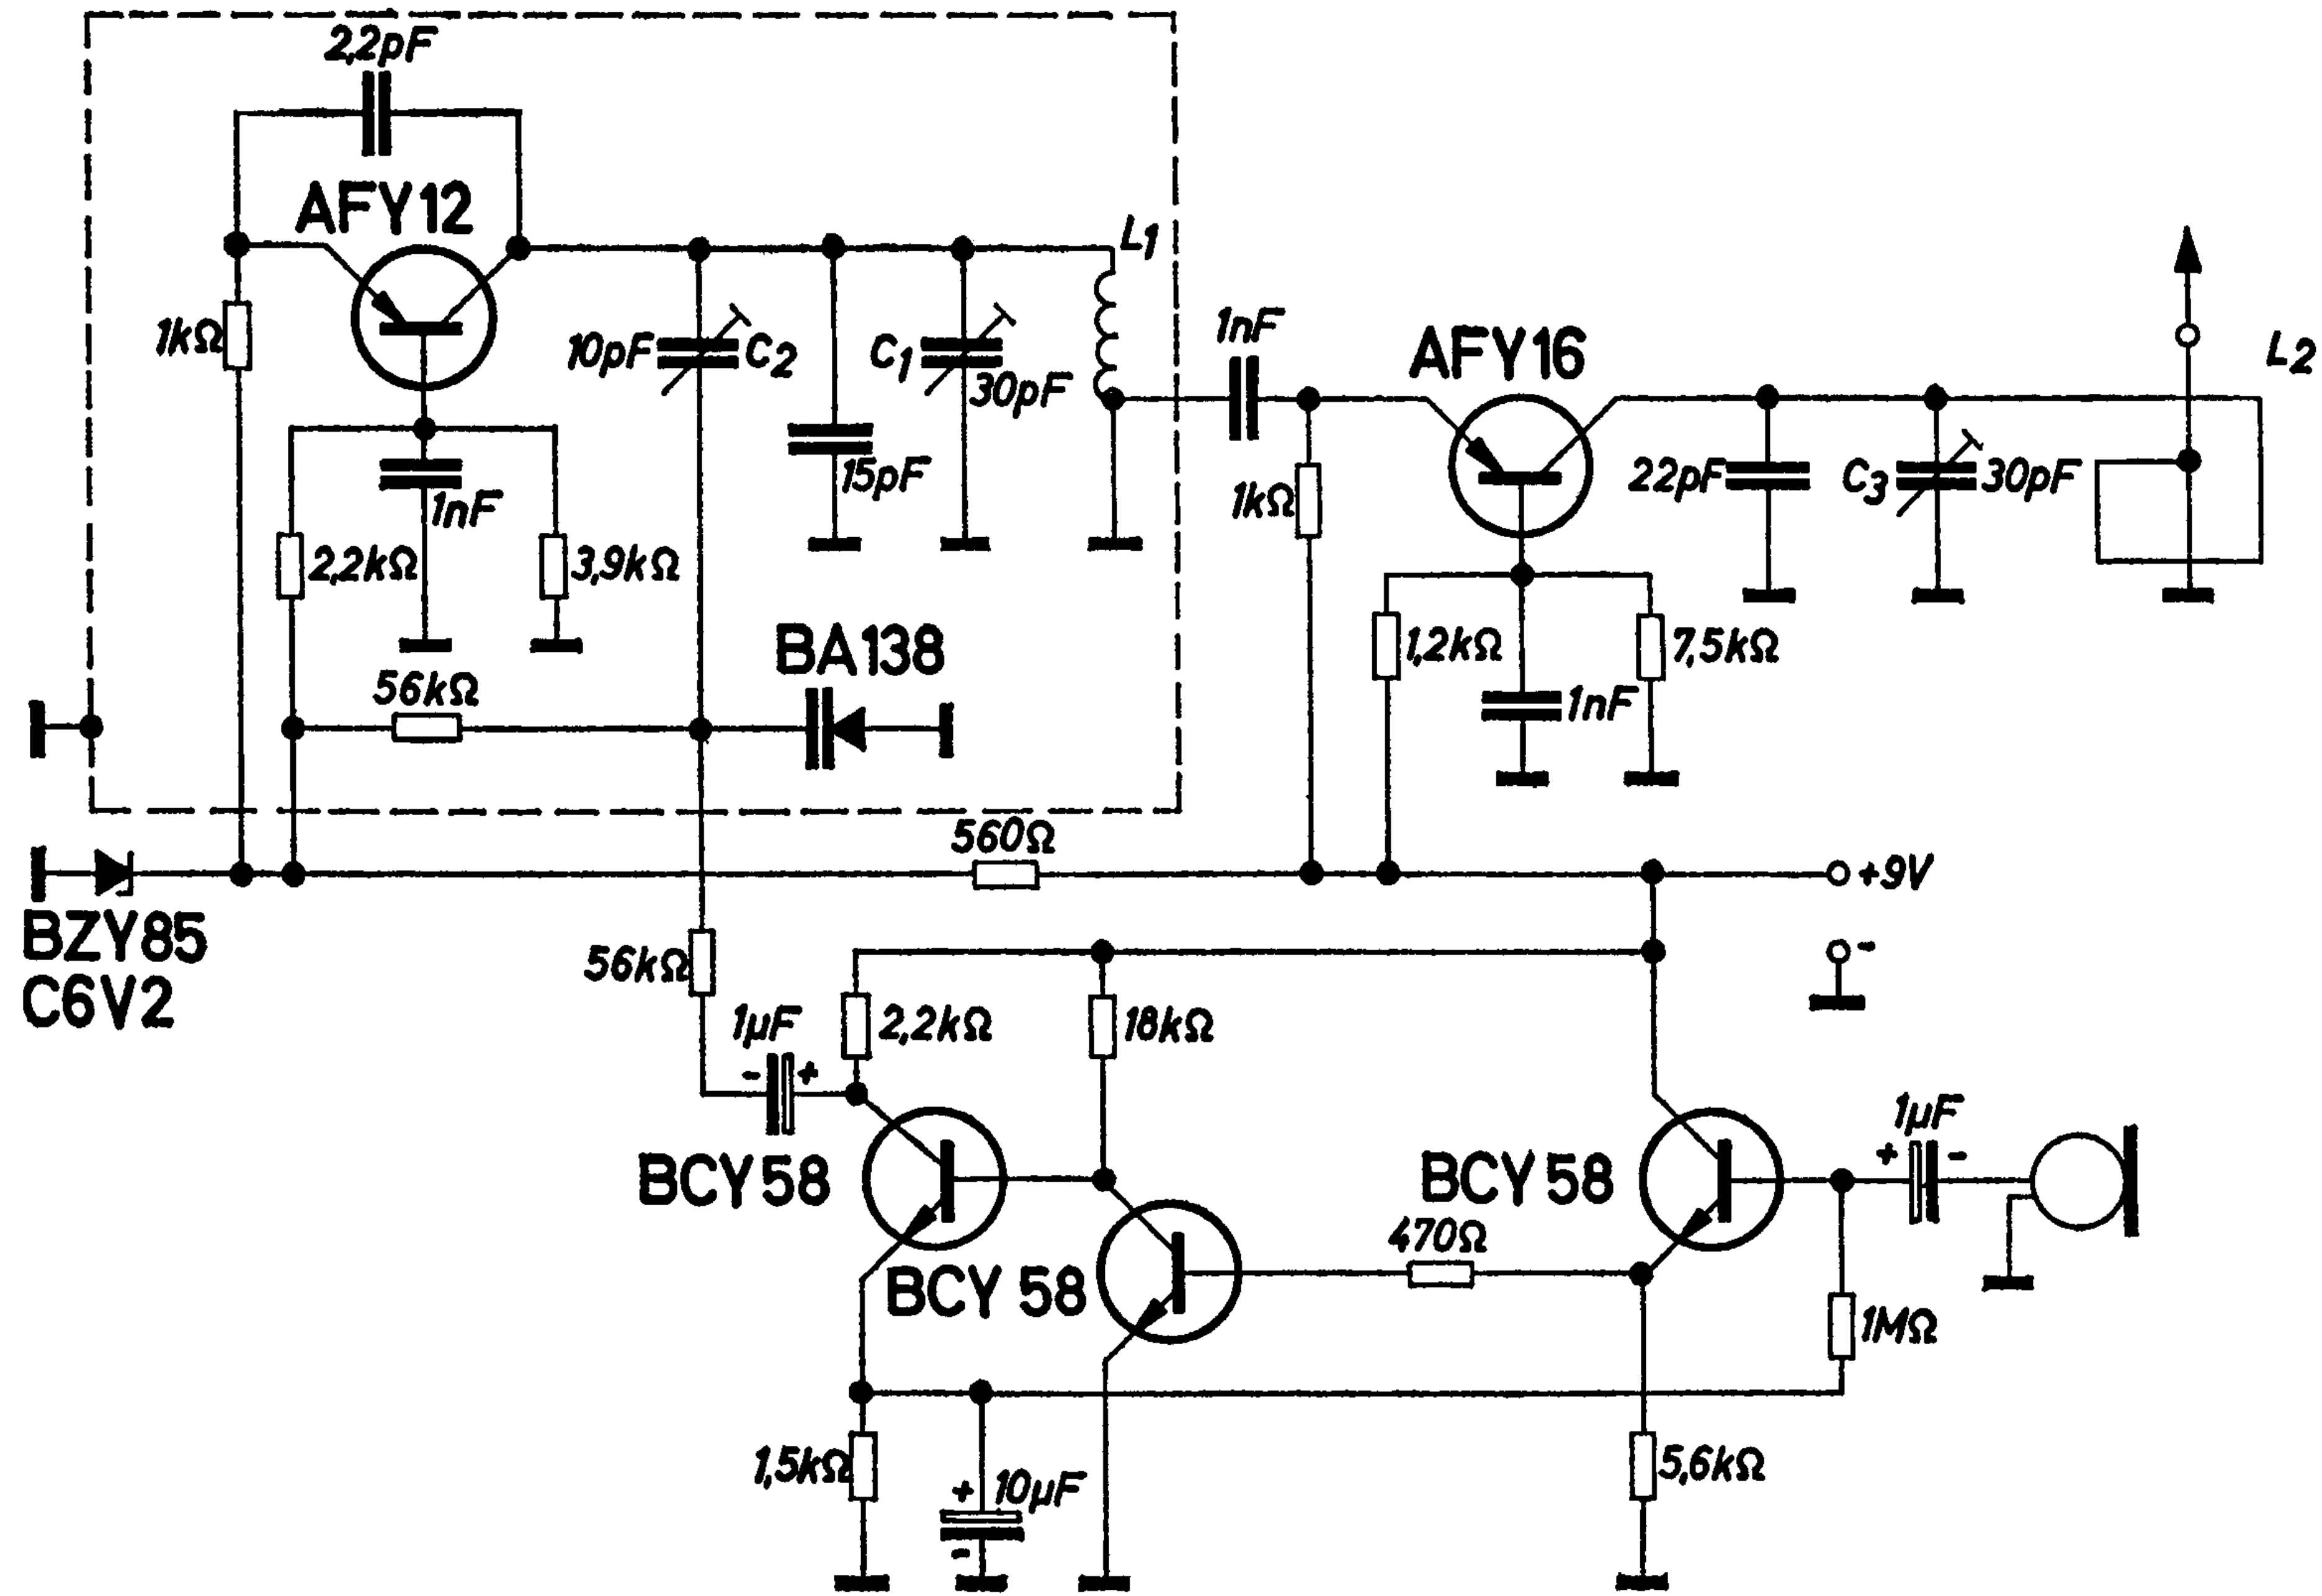 2,2pF
AFY12
L1
1kΩ
10pF
C2
C1
30pF
1nF
AFY16
L2
15pF
1nF
1kΩ
22pF
C3
30pF
2,2kΩ
3,9kΩ
BA138
1,2kΩ
7,5kΩ
56kΩ
1nF
560Ω
+9V
BZY85
C6V2
56kΩ
-
1µF
2,2kΩ
18kΩ
- +
BCY58
BCY58
1µF
+ -
470Ω
BCY 58
1MΩ
1,5kΩ
+ 10µF
-
5,6kΩ